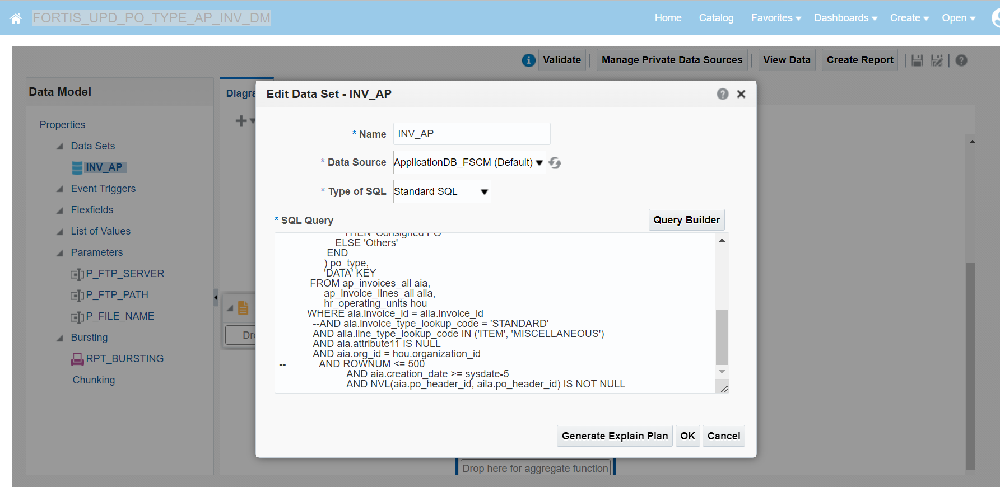 FORTIS_UPD_PO_TYPE_AP_INV_DM
Home Catalog Favorites Dashboards Create Open
Validate Manage Private Data Sources View Data Create Report
Data Model
Properties
Data Sets
INV_AP
Event Triggers
Flexfields
List of Values
Parameters
P_FTP_SERVER
P_FTP_PATH
P_FILE_NAME
Bursting
RPT_BURSTING
Chunking
Diagra
Dro
Edit Data Set - INV_AP
* Name INV_AP
* Data Source ApplicationDB_FSCM (Default)
* Type of SQL Standard SQL
* SQL Query
Query Builder
THEN 'Consigned PO
ELSE 'Others'
END
) po_type,
'DATA' KEY
FROM ap_invoices_all aia,
ap_invoice_lines_all aila,
hr_operating_units hou
WHERE aia.invoice_id = aila.invoice_id
--AND aia.invoice_type_lookup_code = 'STANDARD'
AND aila.line_type_lookup_code IN ('ITEM', 'MISCELLANEOUS')
AND aia.attribute11 IS NULL
AND aia.org_id = hou.organization_id
-- AND ROWNUM <= 500
AND aia.creation_date >= sysdate-5
AND NVL(aia.po_header_id, aila.po_header_id) IS NOT NULL
Generate Explain Plan OK Cancel
Drop here for aggregate function